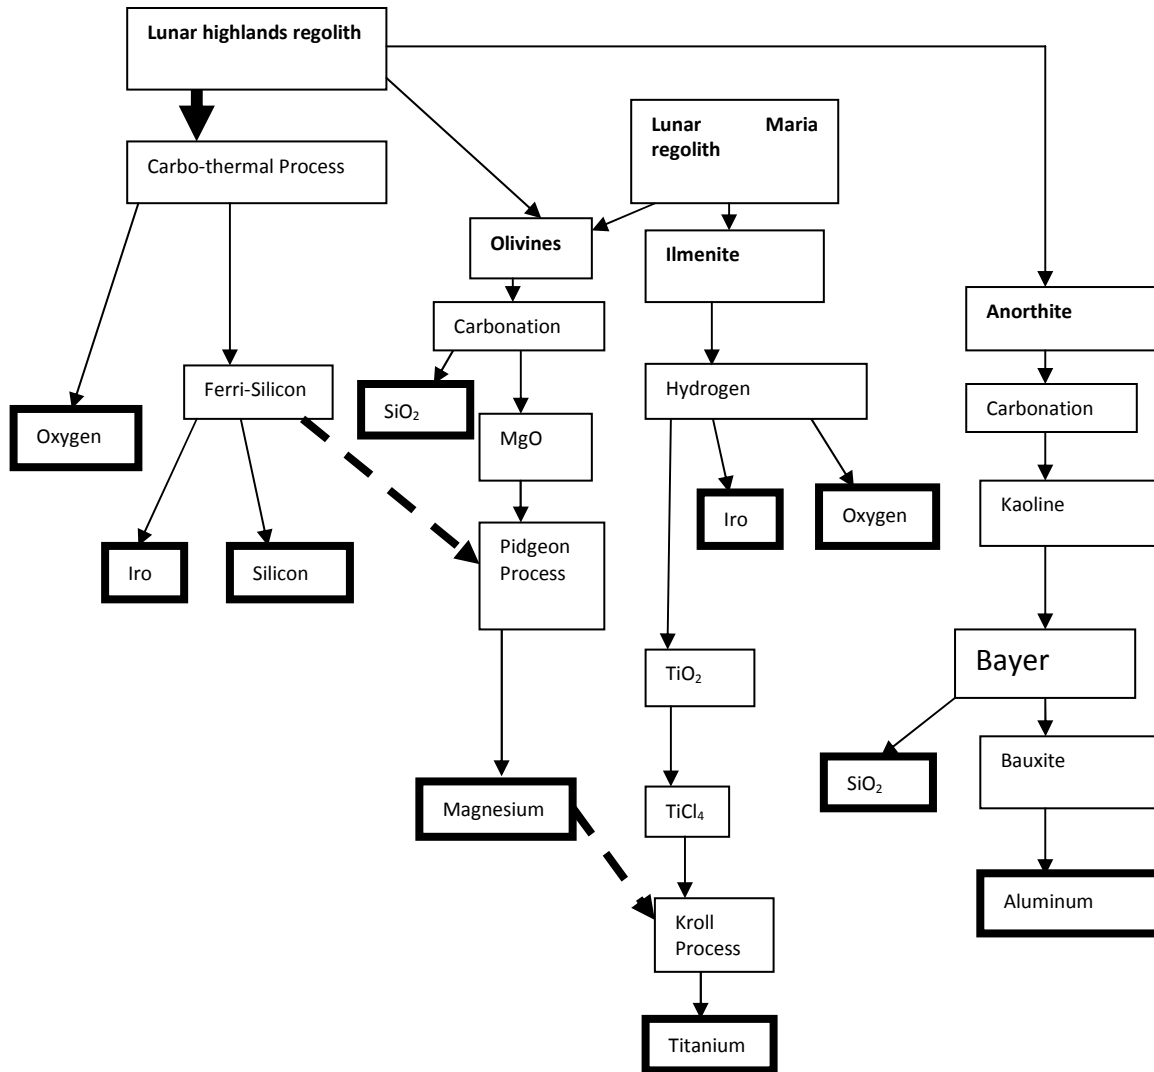 Lunar highlands regolith
Lunar Maria
regolith
Carbo-thermal Process
Olivines
Ilmenite
Anorthite
Carbonation
Ferri-Silicon
SiO₂
Hydrogen
Carbonation
Oxygen
MgO
Iro
Oxygen
Kaoline
Iro
Silicon
Pidgeon
Process
TiO₂
Bayer
Bauxite
SiO₂
Magnesium
TiCl₄
Aluminum
Kroll
Process
Titanium